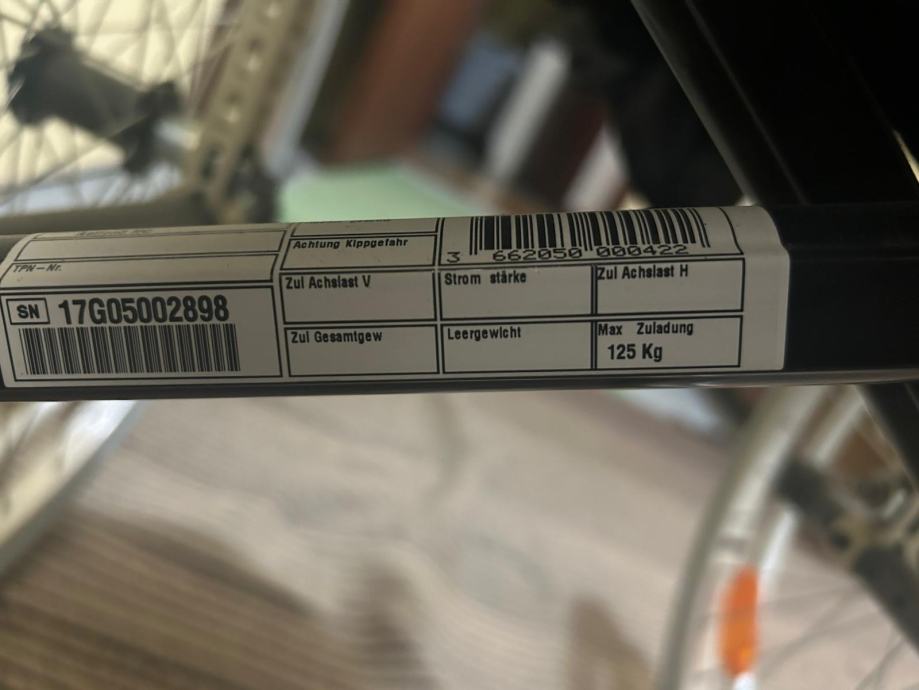 TPN-Nr.
SN 17G05002898
Achtung Kippgefahr
Zul Achslast V
Zul Gesamtgew
3 662050 000422
Strom stärke
Leergewicht
Zul Achslast H
Max Zuladung
125 Kg